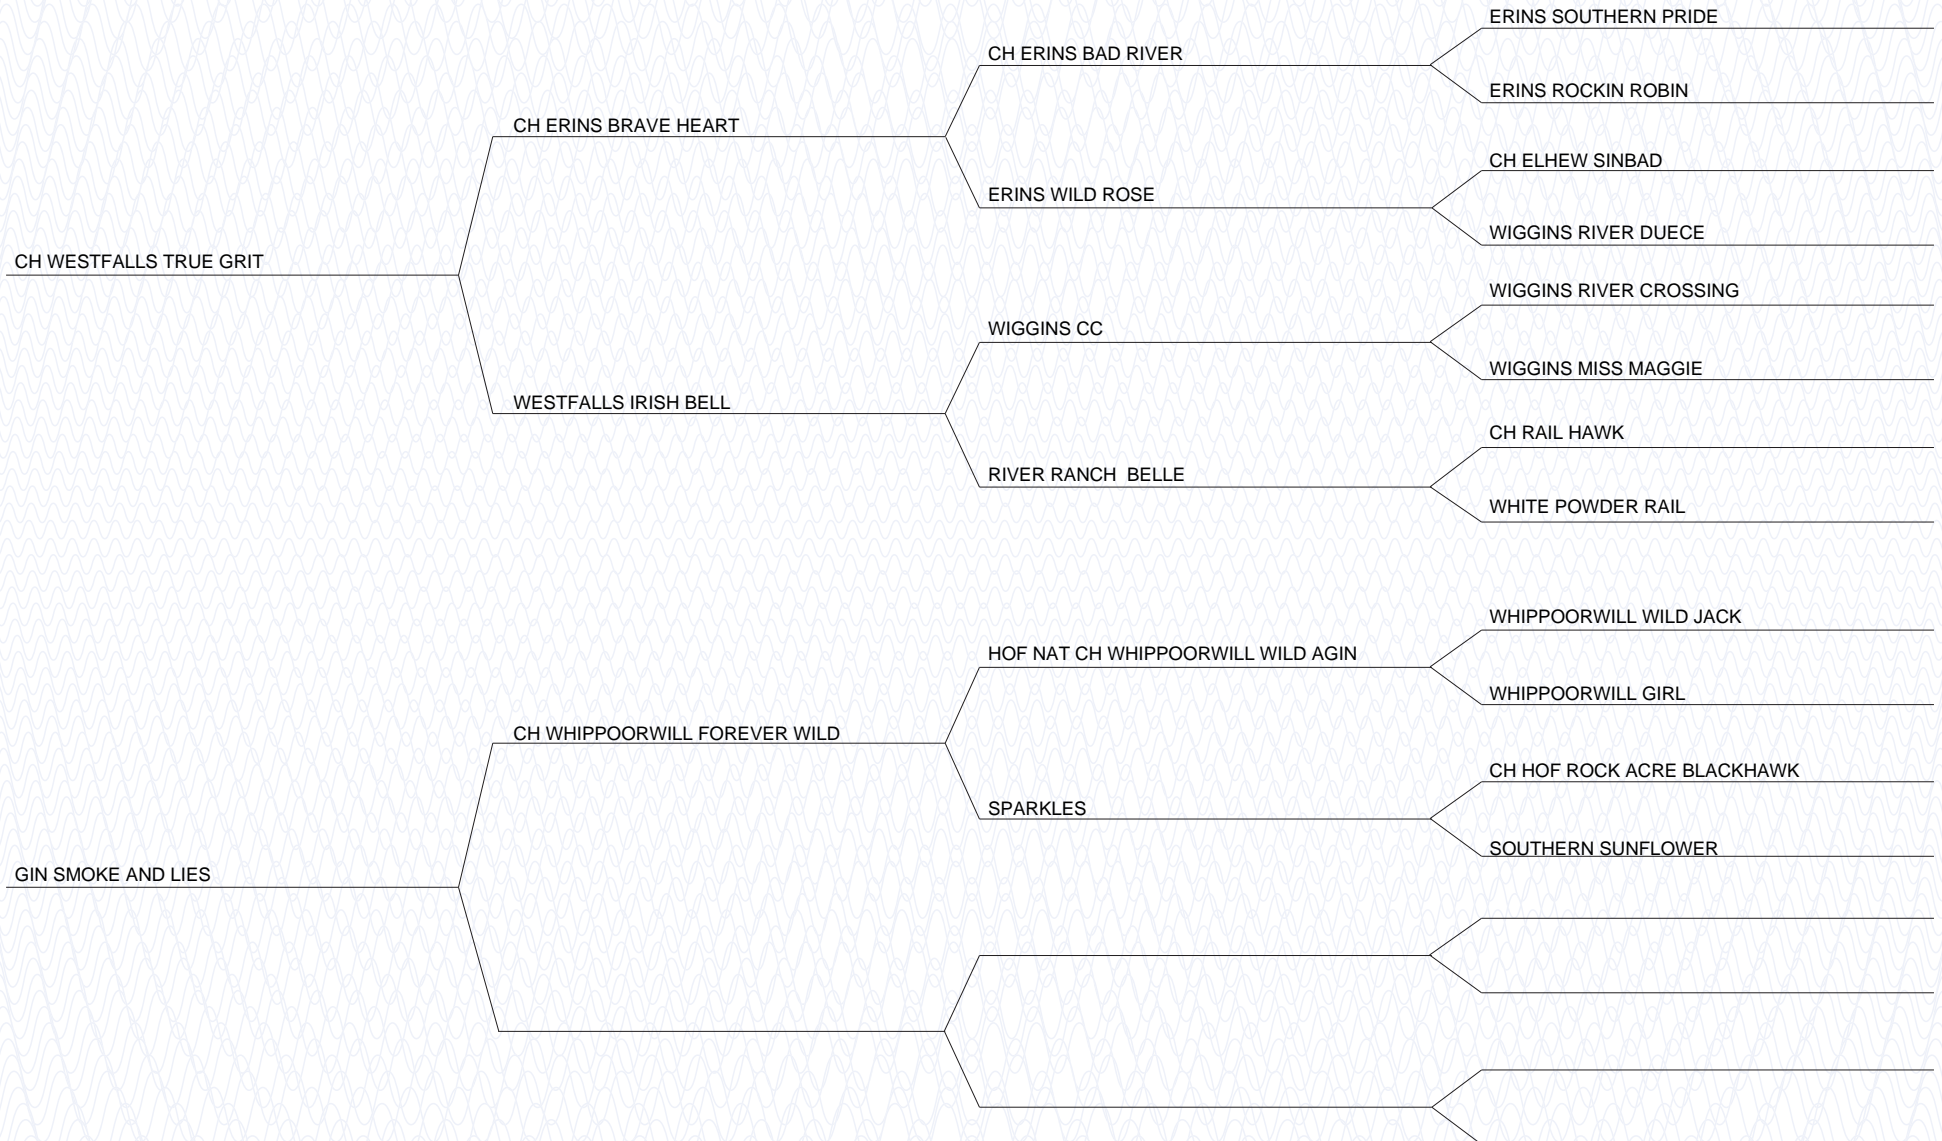 ERINS SOUTHERN PRIDE
CH ERINS BAD RIVER
ERINS ROCKIN ROBIN
CH ERINS BRAVE HEART
CH ELHEW SINBAD
ERINS WILD ROSE
WIGGINS RIVER DUECE
CH WESTFALLS TRUE GRIT
WIGGINS RIVER CROSSING
WIGGINS CC
WIGGINS MISS MAGGIE
WESTFALLS IRISH BELL
CH RAIL HAWK
RIVER RANCH  BELLE
WHITE POWDER RAIL
WHIPPOORWILL WILD JACK
HOF NAT CH WHIPPOORWILL WILD AGIN
WHIPPOORWILL GIRL
CH WHIPPOORWILL FOREVER WILD
CH HOF ROCK ACRE BLACKHAWK
SPARKLES
SOUTHERN SUNFLOWER
GIN SMOKE AND LIES